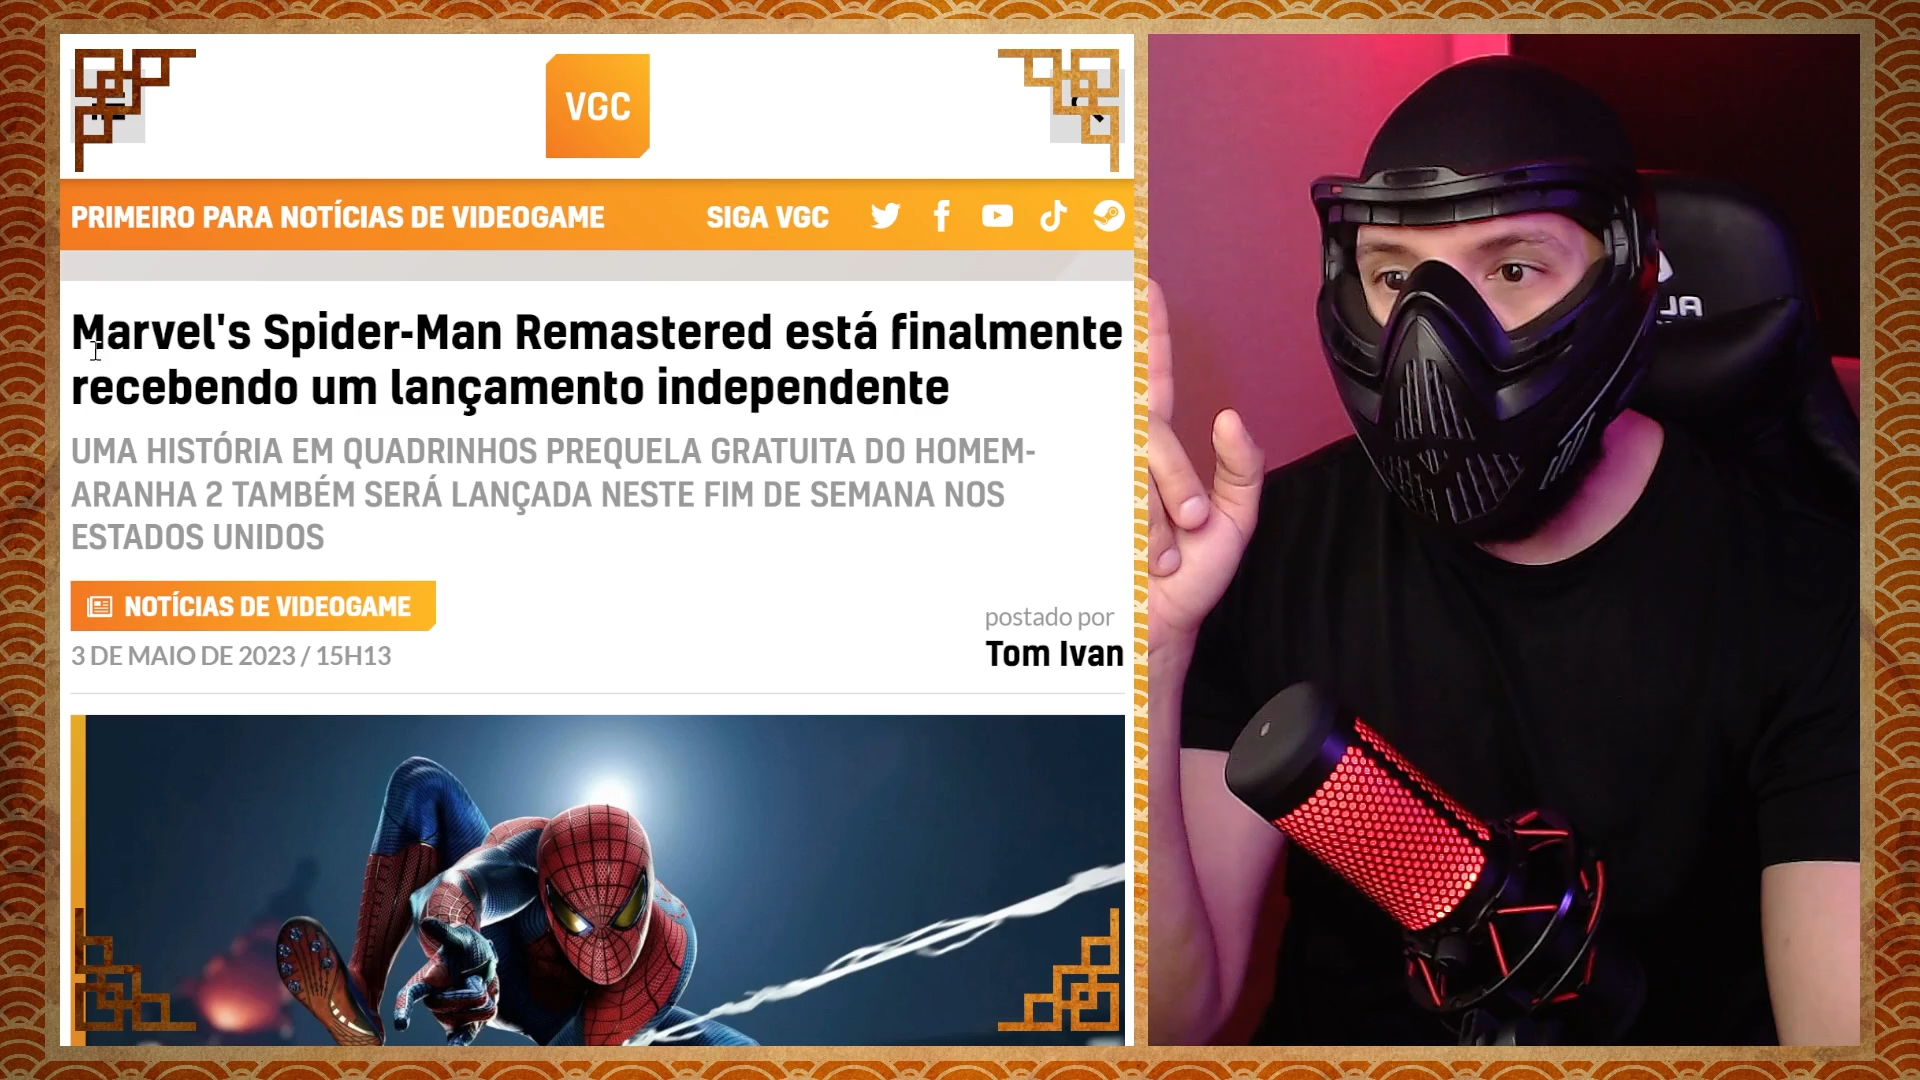 VGC
PRIMEIRO PARA NOTÍCIAS DE VIDEOGAME
SIGA VGC
Marvel's Spider-Man Remastered está finalmente
recebendo um lançamento independente
UMA HISTÓRIA EM QUADRINHOS PREQUELA GRATUITA DO HOMEM-
ARANHA 2 TAMBÉM SERÁ LANÇADA NESTE FIM DE SEMANA NOS
ESTADOS UNIDOS
NOTÍCIAS DE VIDEOGAME
3 DE MAIO DE 2023 / 15H13
postado por
Tom Ivan